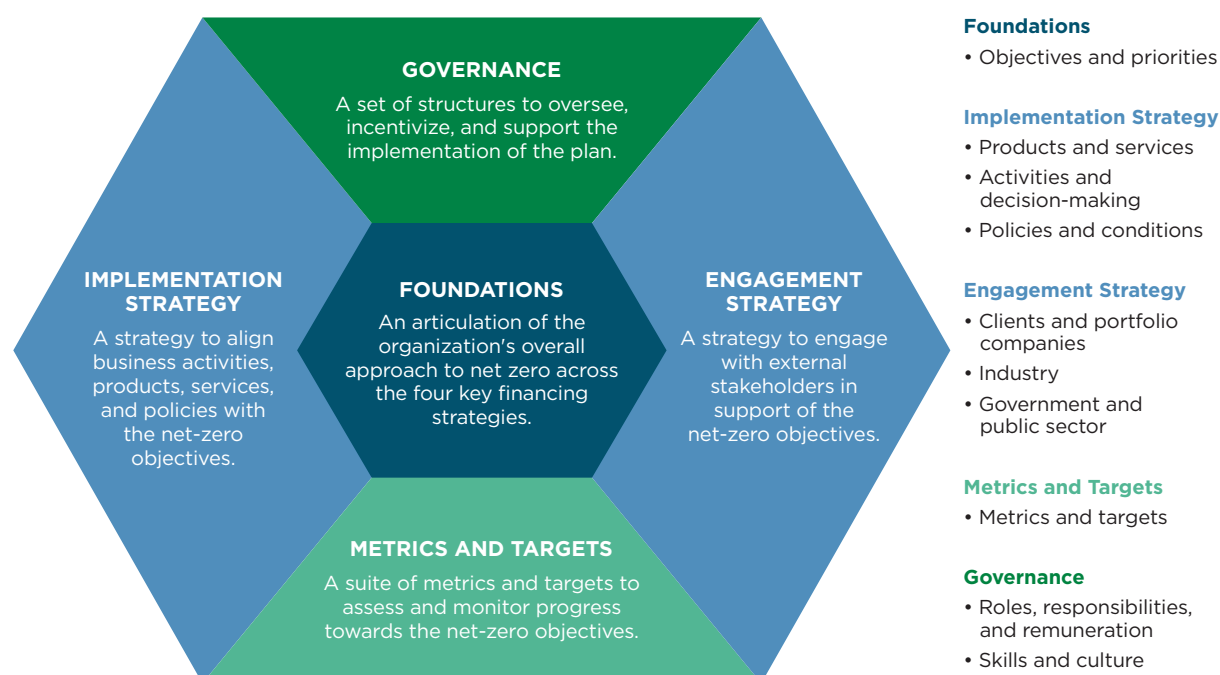 GOVERNANCE
A set of structures to oversee,
incentivize, and support the
implementation of the plan.
IMPLEMENTATION
STRATEGY
A strategy to align
business activities,
products, services,
and policies with
the net-zero
objectives.
FOUNDATIONS
An articulation of the
organization's overall
approach to net zero across
the four key financing
strategies.
ENGAGEMENT
STRATEGY
A strategy to engage
with external
stakeholders in
support of the
net-zero objectives.
METRICS AND TARGETS
A suite of metrics and targets to
assess and monitor progress
towards the net-zero objectives.
Foundations
• Objectives and priorities
Implementation Strategy
• Products and services
• Activities and
decision-making
• Policies and conditions
Engagement Strategy
• Clients and portfolio
companies
• Industry
• Government and
public sector
Metrics and Targets
• Metrics and targets
Governance
• Roles, responsibilities,
and remuneration
• Skills and culture